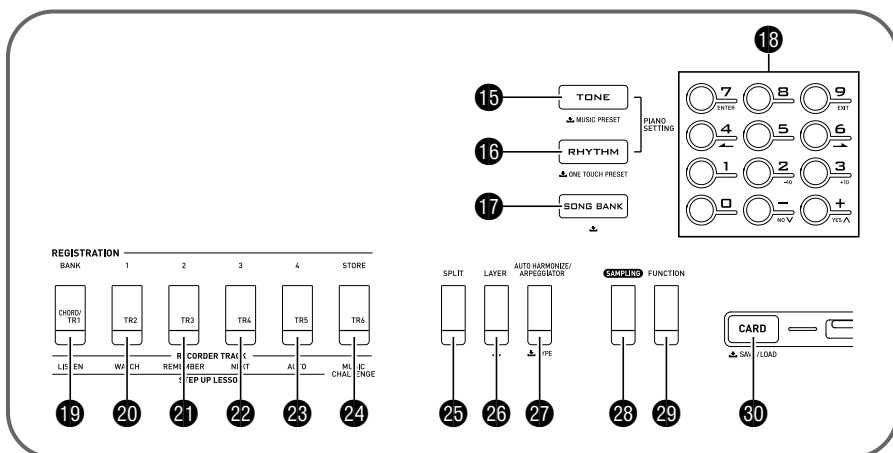 18
15
TONE
MUSIC PRESET
16
RHYTHM
ONE TOUCH PRESET
PIANO
SETTING
17
SONG BANK
7
ENTER
8
9
EXIT
4
5
6
1
2
-10
3
+10
0
−
NO ∨
+
YES ∧
REGISTRATION
BANK 1 2 3 4 STORE
CHORD/
TR1 TR2 TR3 TR4 TR5 TR6
RECORDER TRACK
LISTEN WATCH REMEMBER NEXT AUTO MUSIC
CHALLENGE
STEP UP LESSON
SPLIT LAYER AUTO HARMONIZE/
ARPEGGIATOR
TYPE
SAMPLING FUNCTION
CARD
SAVE/LOAD
19 20 21 22 23 24 25 26 27 28 29 30